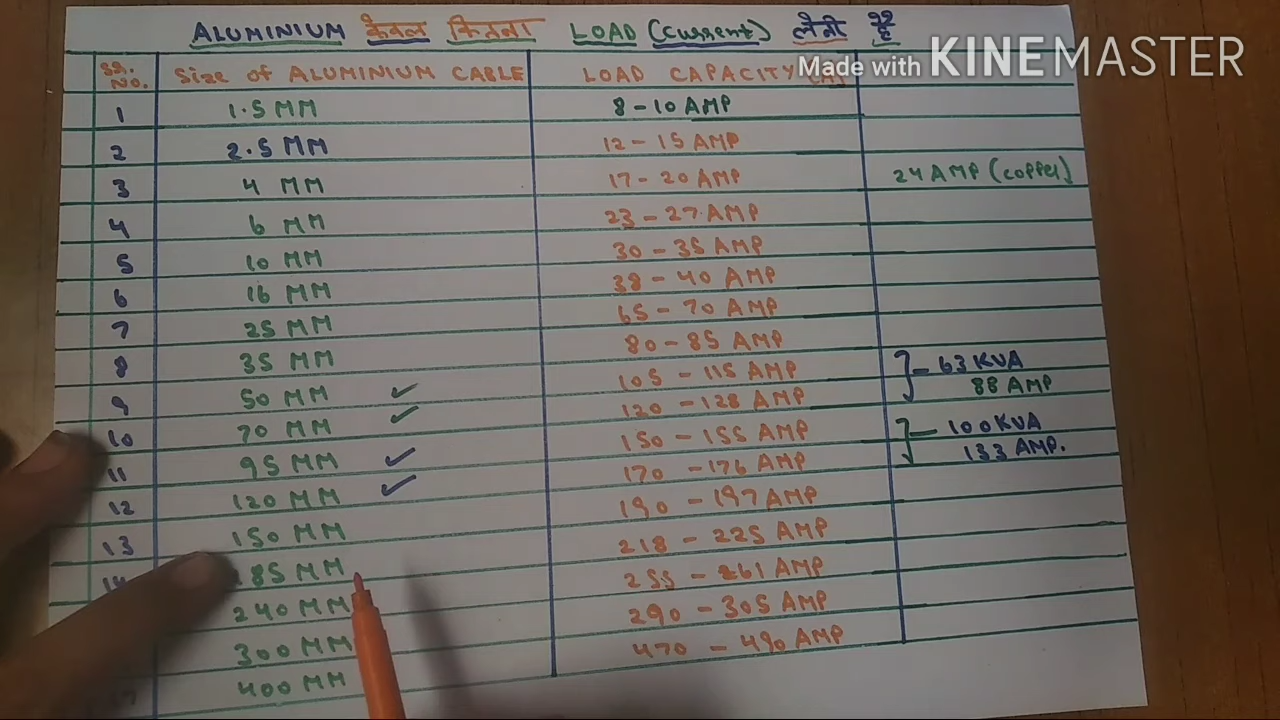 ALUMINIUM केबल कितना LOAD (current) लेती है
Made with KINEMASTER
SR. NO. Size of ALUMINIUM CABLE LOAD CAPACITY (A)
1 1.5 MM 8-10 AMP
2 2.5 MM 12-15 AMP
3 4 MM 17-20 AMP 24 AMP (copper)
4 6 MM 23-27 AMP
5 10 MM 30-35 AMP
6 16 MM 38-40 AMP
7 25 MM 65-70 AMP
8 35 MM 80-85 AMP
9 50 MM 105-115 AMP } - 63 KVA
88 AMP
10 70 MM 120-128 AMP
11 95 MM 150-155 AMP } - 100 KVA
133 AMP.
12 120 MM 170-176 AMP
13 150 MM 190-197 AMP
14 185 MM 218-225 AMP
240 MM 255-261 AMP
300 MM 290-305 AMP
400 MM 470-490 AMP